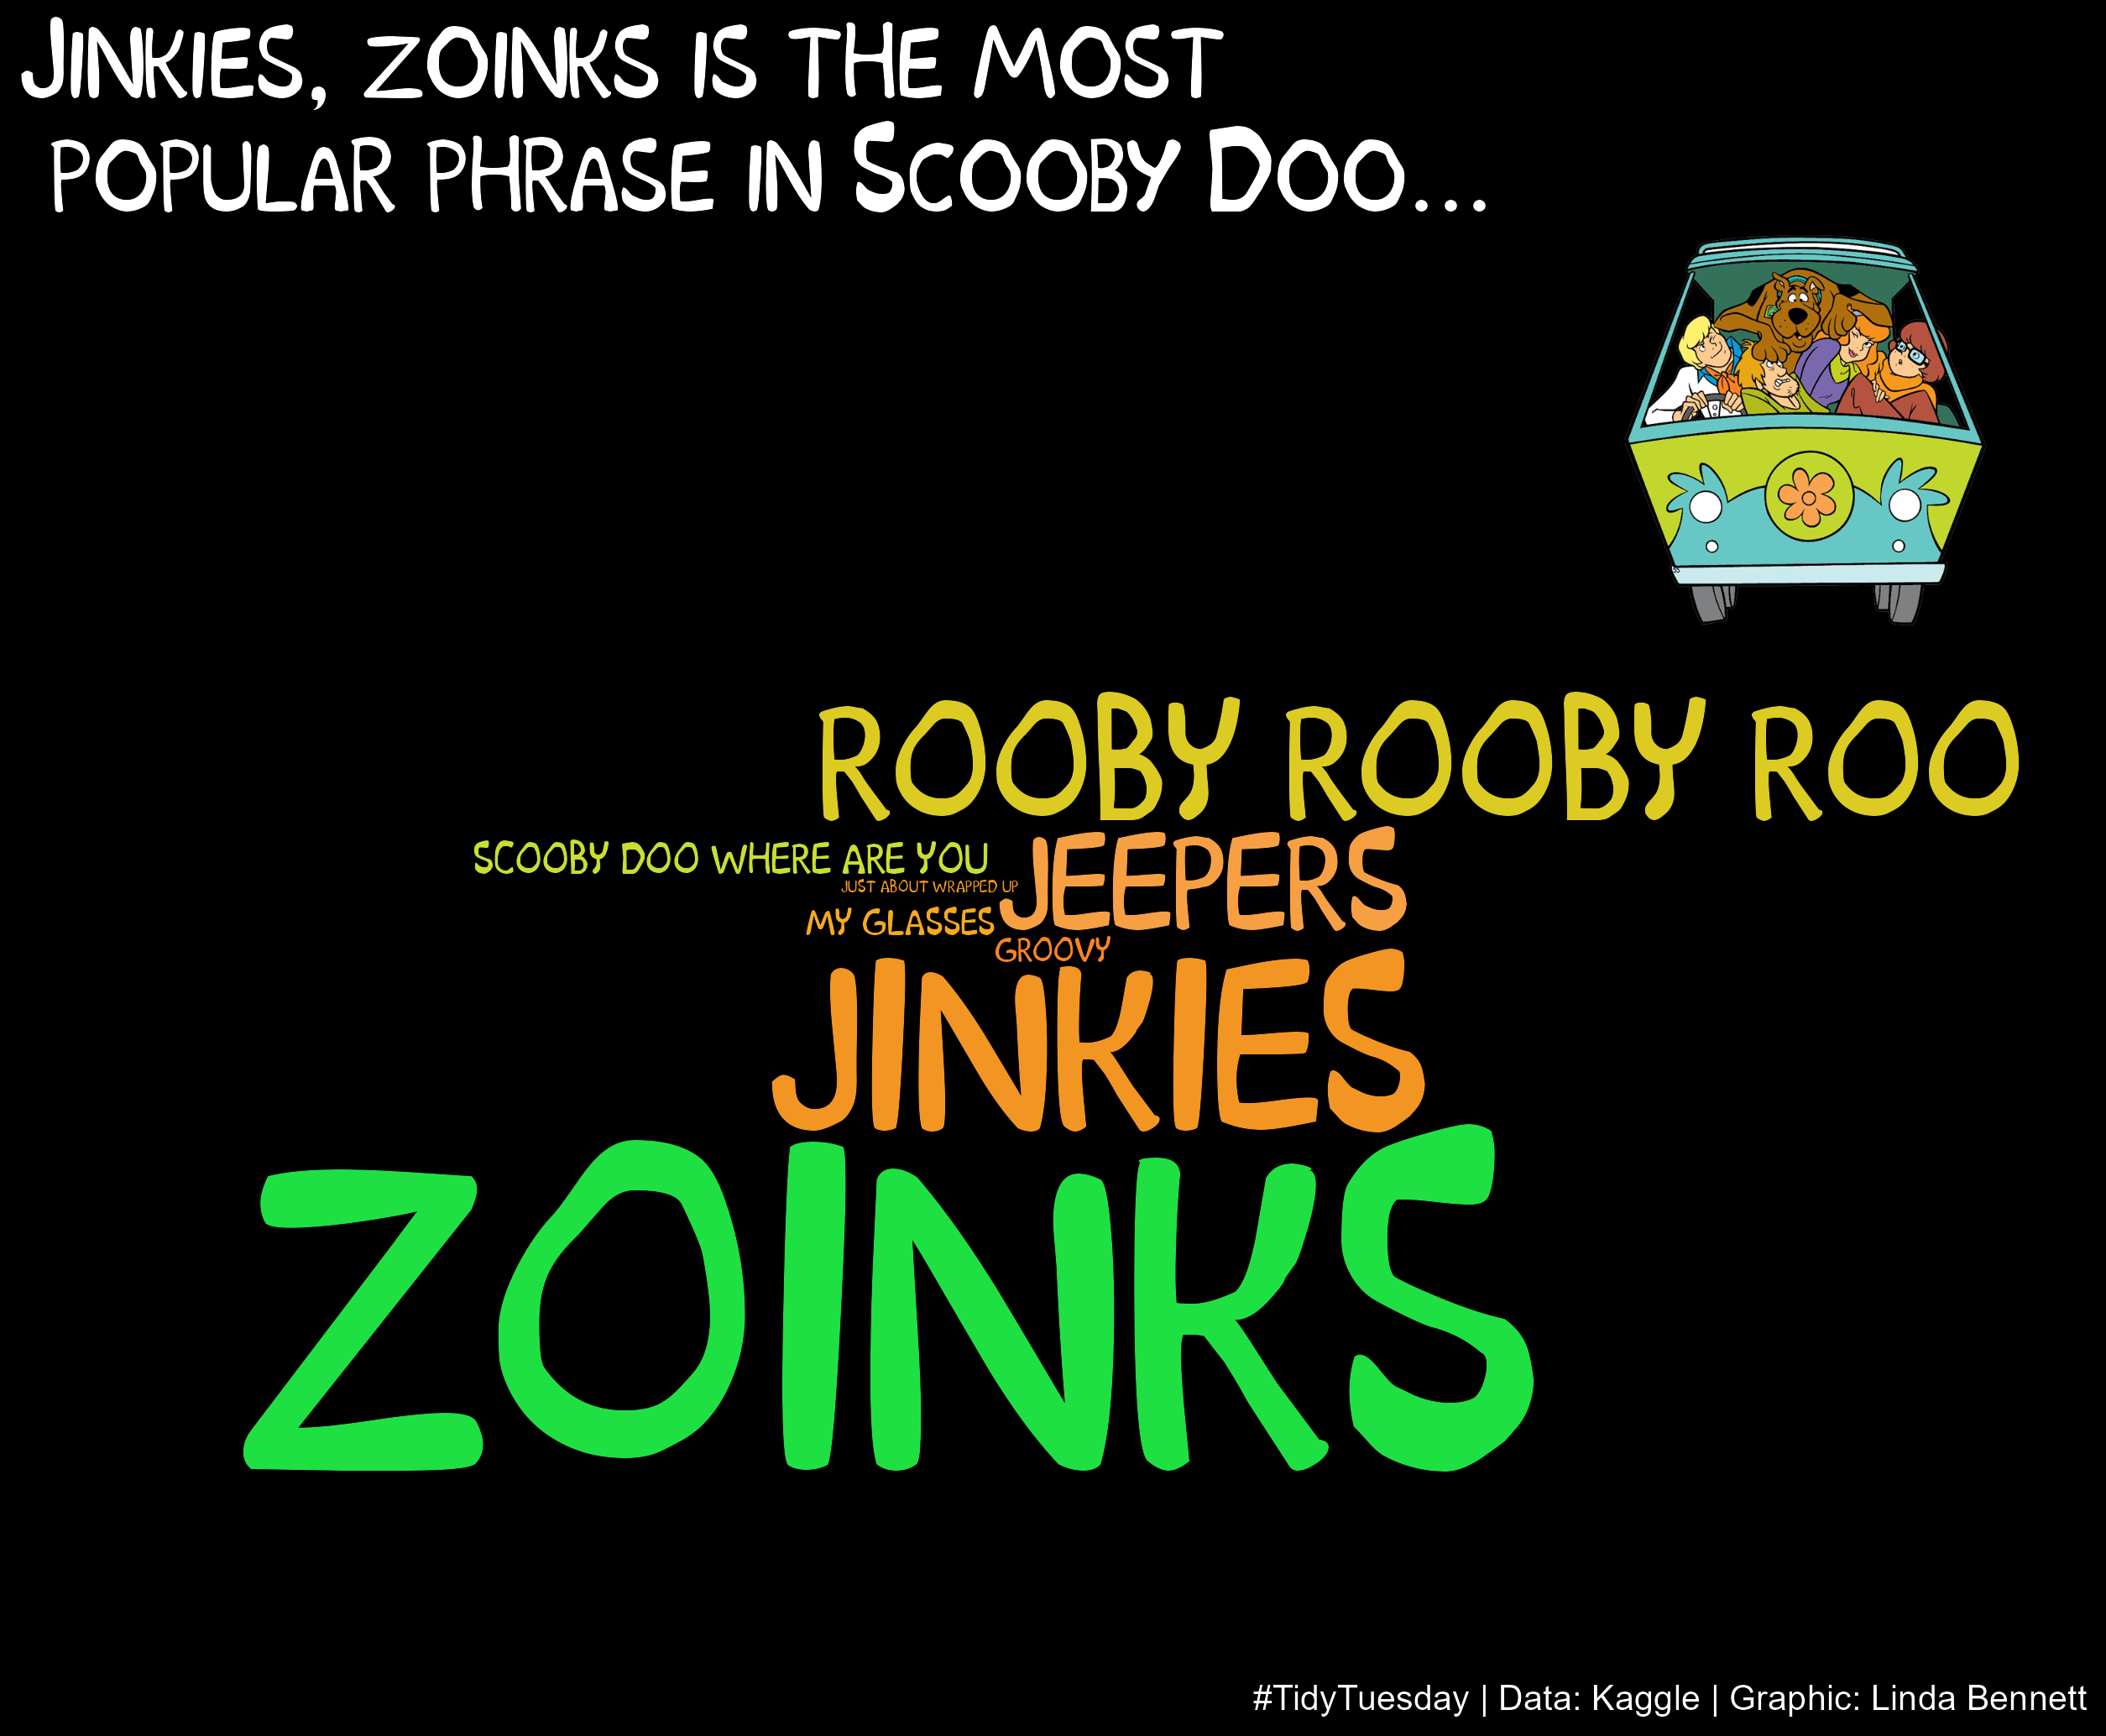 Jinkies, zoinks is the most
popular phrase in Scooby Doo....
ROOBY ROOBY ROO
SCOOBY DOO WHERE ARE YOU
JEEPERS
JUST ABOUT WRAPPED UP
MY GLASSES
GROOVY
JINKIES
ZOINKS
#TidyTuesday | Data: Kaggle | Graphic: Linda Bennett